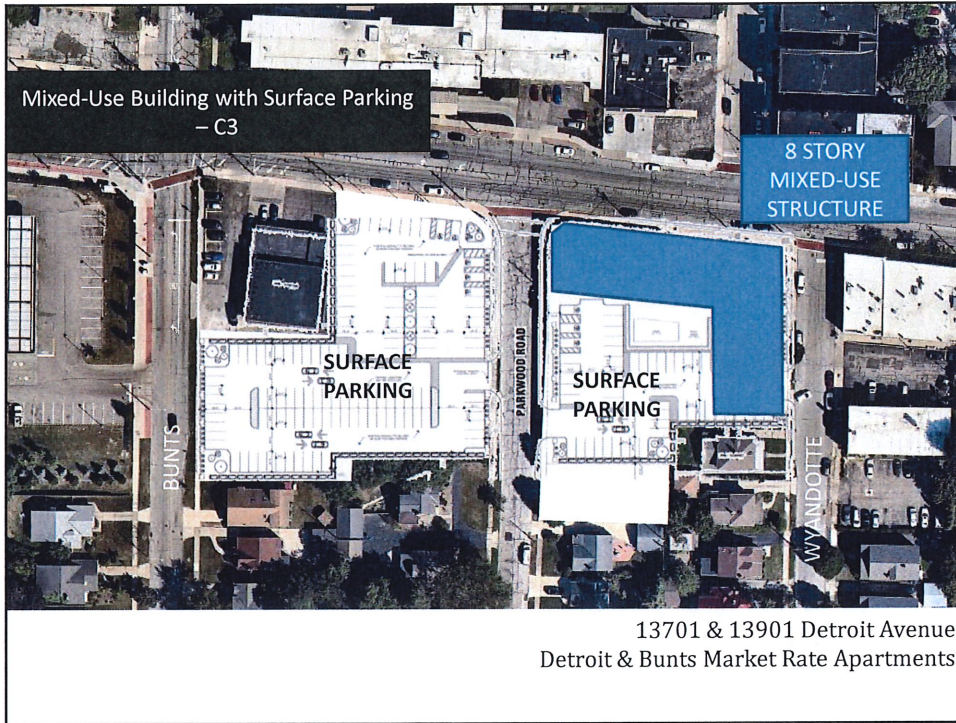 Mixed-Use Building with Surface Parking
– C3
8 STORY
MIXED-USE
STRUCTURE
SURFACE
PARKING
PARKWOOD ROAD
SURFACE
PARKING
BUNTS
WYANDOTTE
13701 & 13901 Detroit Avenue
Detroit & Bunts Market Rate Apartments